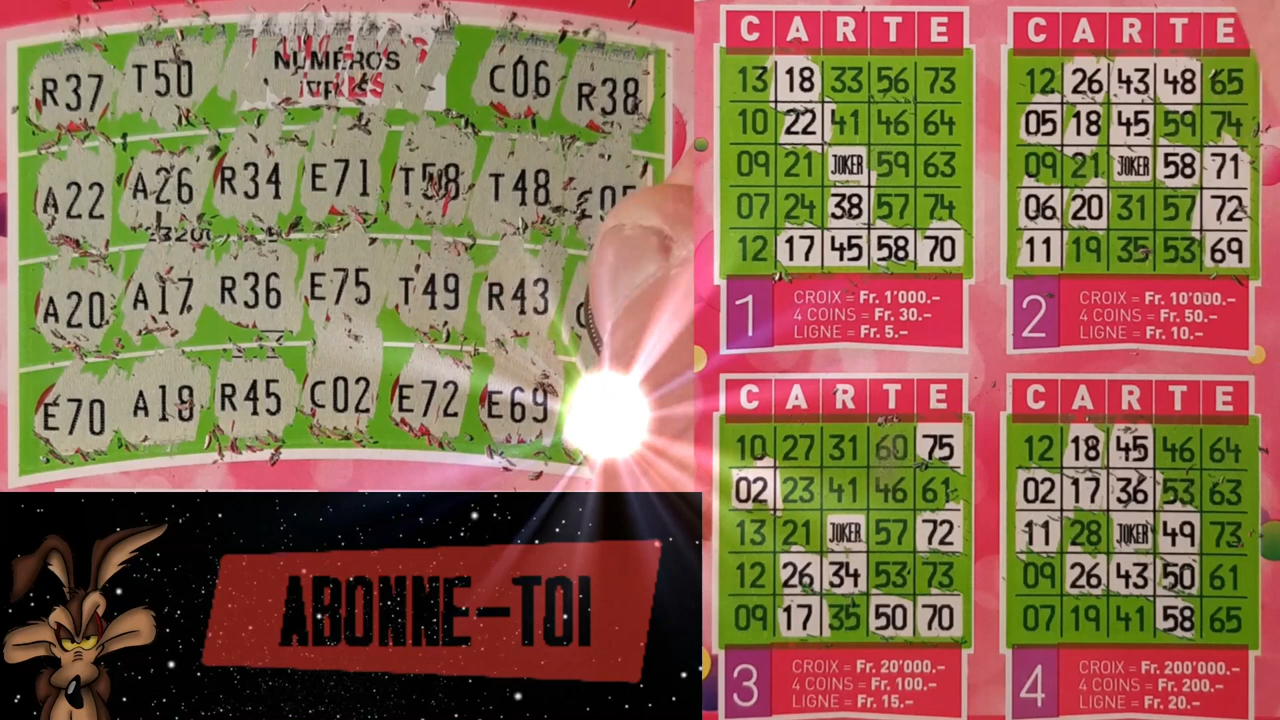 R37 T50 NUMEROS C06 R38
A22 A26 R34 E71 T58 T48
A20 A17 R36 E75 T49 R43
E70 A18 R45 C02 E72 E69
ABONNE-TOI
C A R T E
13 18 33 56 73
10 22 41 46 64
09 21 JOKER 59 63
07 24 38 57 74
12 17 45 58 70
1
CROIX = Fr. 1'000.-
4 COINS = Fr. 30.-
LIGNE = Fr. 5.-
C A R T E
12 26 43 48 65
05 18 45 59 74
09 21 JOKER 58 71
06 20 31 57 72
11 19 35 53 69
2
CROIX = Fr. 10'000.-
4 COINS = Fr. 50.-
LIGNE = Fr. 10.-
C A R T E
10 27 31 60 75
02 23 41 46 61
13 21 JOKER 57 72
12 26 34 53 73
09 17 35 50 70
3
CROIX = Fr. 20'000.-
4 COINS = Fr. 100.-
LIGNE = Fr. 15.-
C A R T E
12 18 45 46 64
02 17 36 53 63
11 28 JOKER 49 73
09 26 43 50 61
07 19 41 58 65
4
CROIX = Fr. 200'000.-
4 COINS = Fr. 200.-
LIGNE = Fr. 20.-